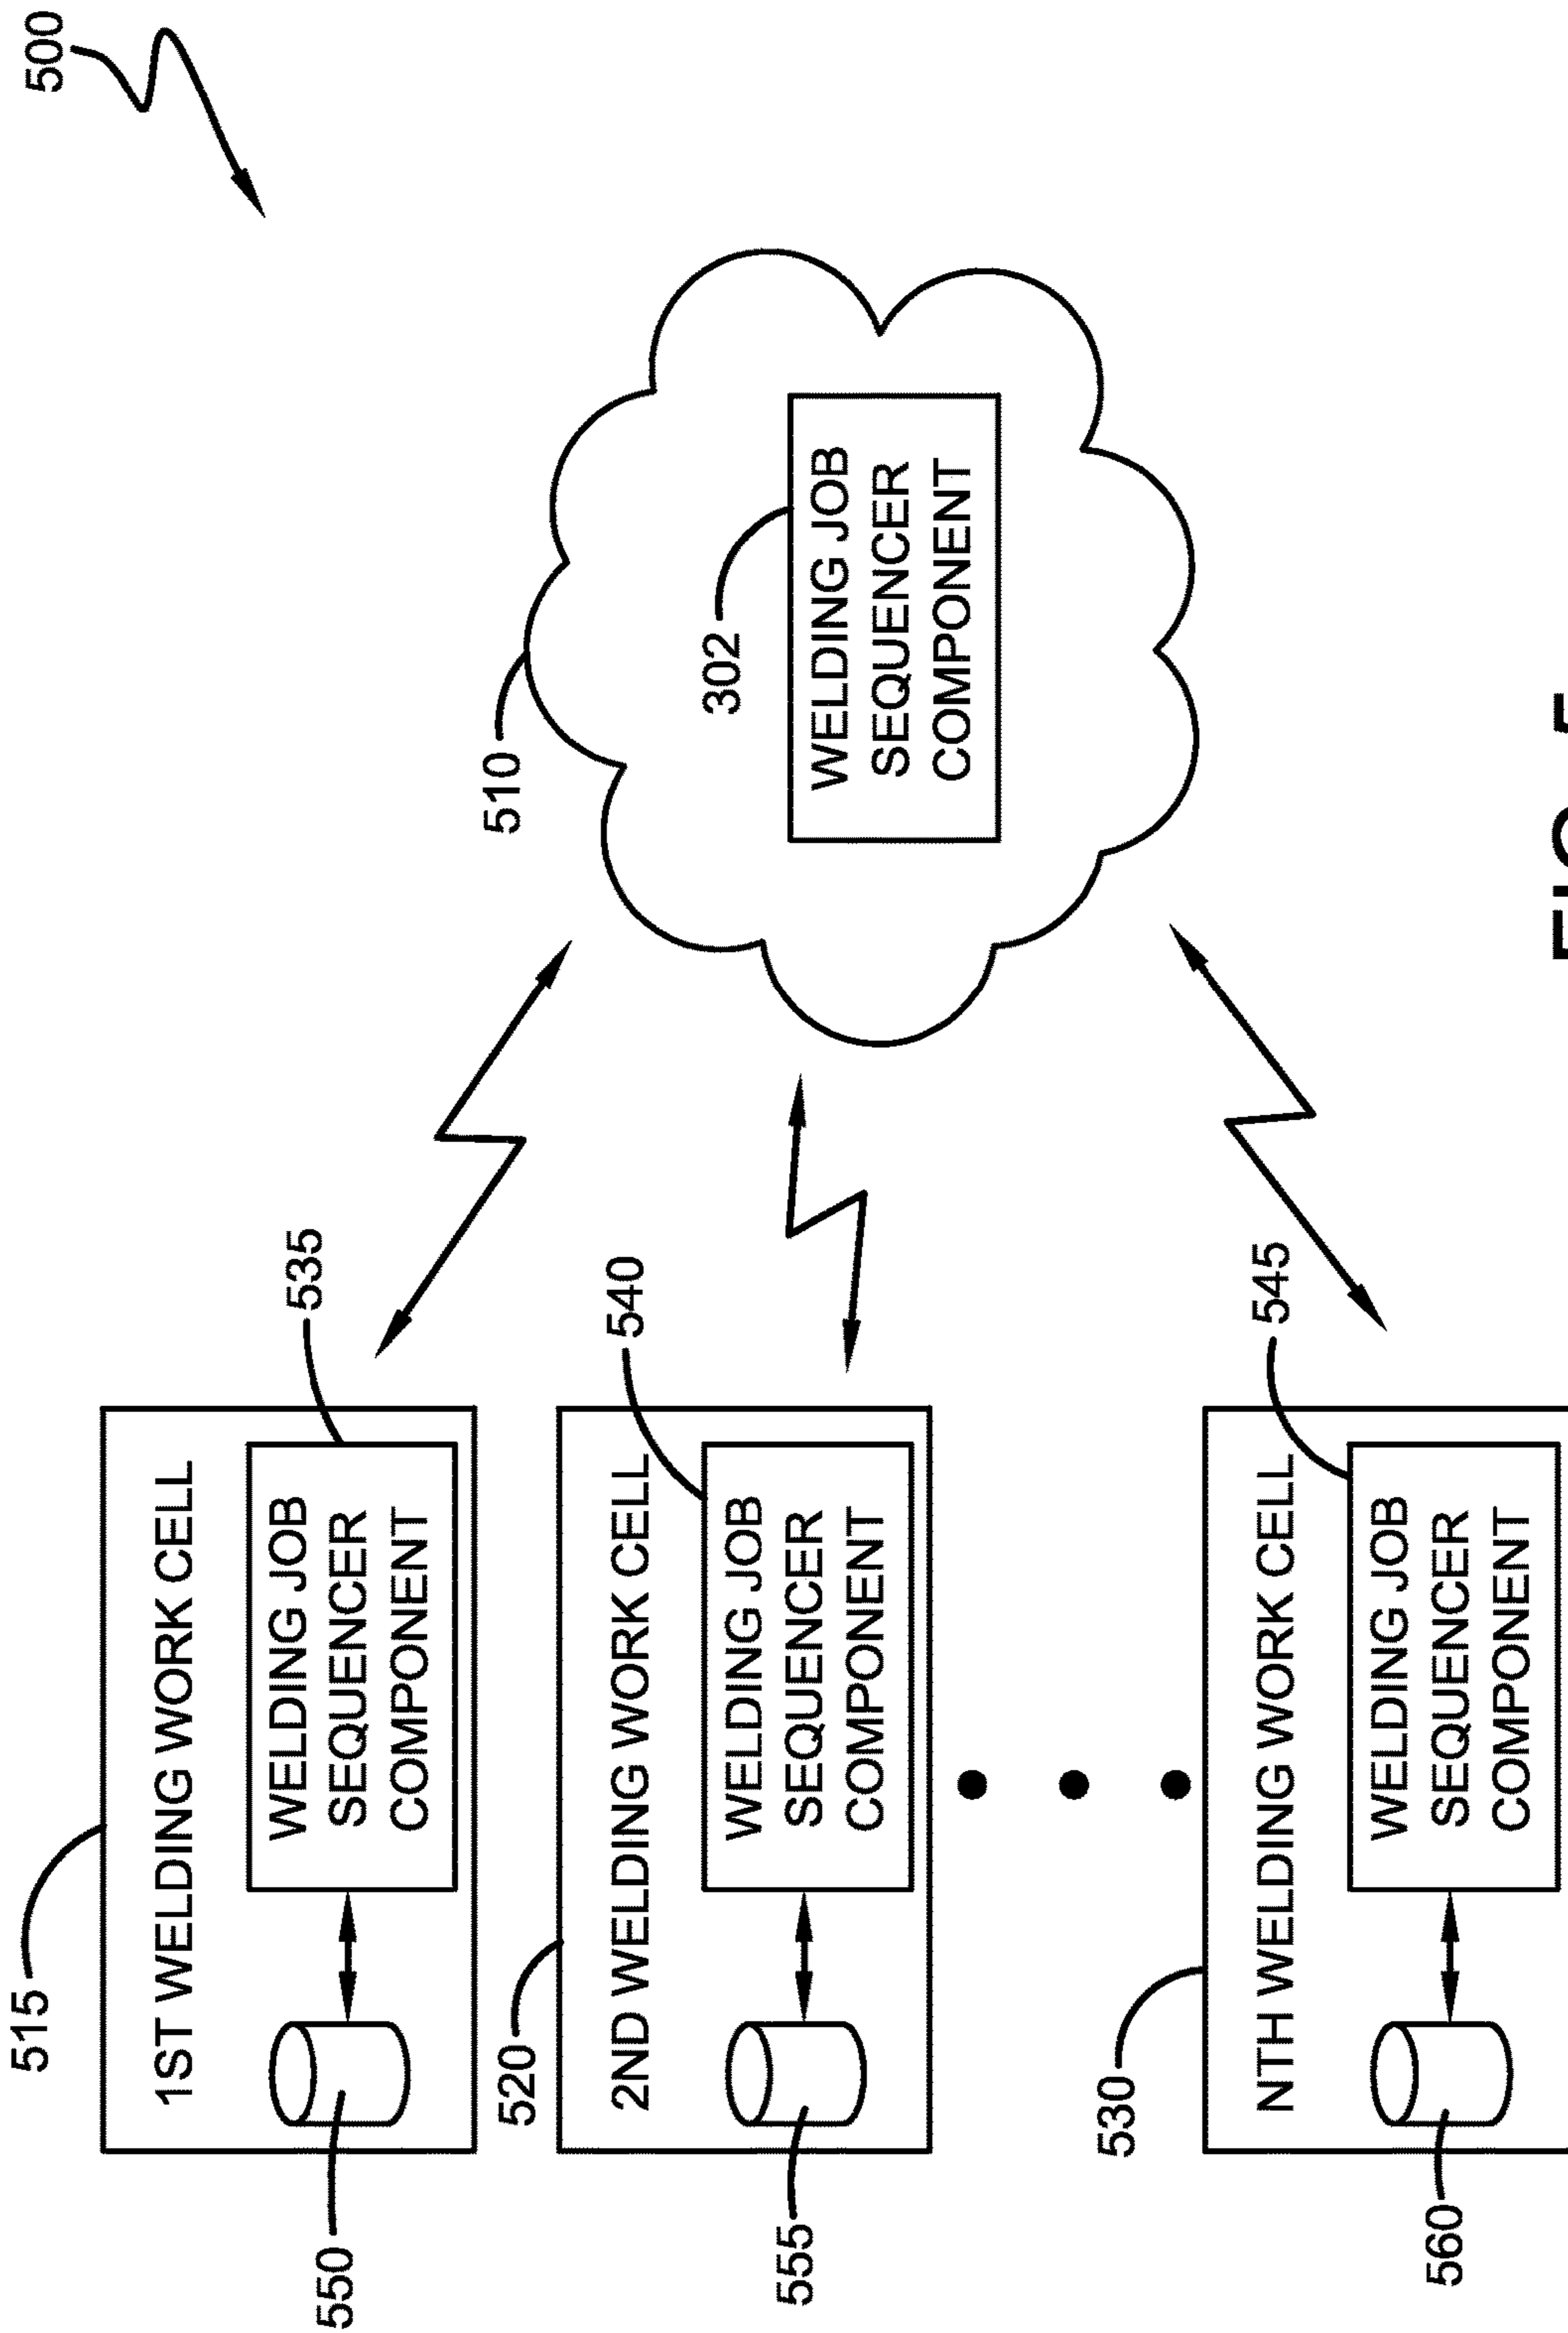 515
500
1ST WELDING WORK CELL
535
WELDING JOB
SEQUENCER
COMPONENT
550
510
520
2ND WELDING WORK CELL
540
WELDING JOB
SEQUENCER
COMPONENT
555
302
WELDING JOB
SEQUENCER
COMPONENT
530
NTH WELDING WORK CELL
545
WELDING JOB
SEQUENCER
COMPONENT
560